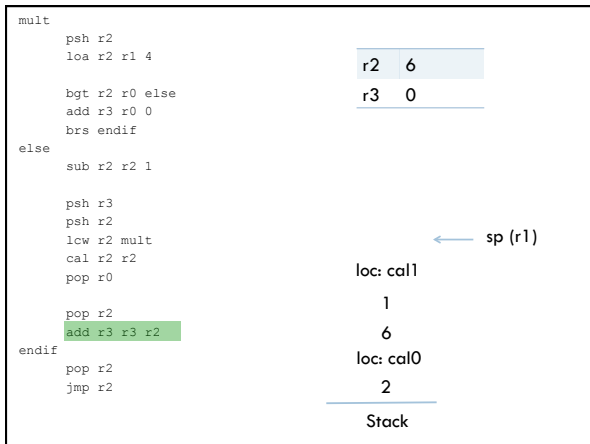 mult
psh r2
loa r2 r1 4
bgt r2 r0 else
add r3 r0 0
brs endif
else
sub r2 r2 1
psh r3
psh r2
lcw r2 mult
cal r2 r2
pop r0
pop r2
add r3 r3 r2
endif
pop r2
jmp r2
r2 6
r3 0
sp (r1)
loc: cal1
1
6
loc: cal0
2
Stack